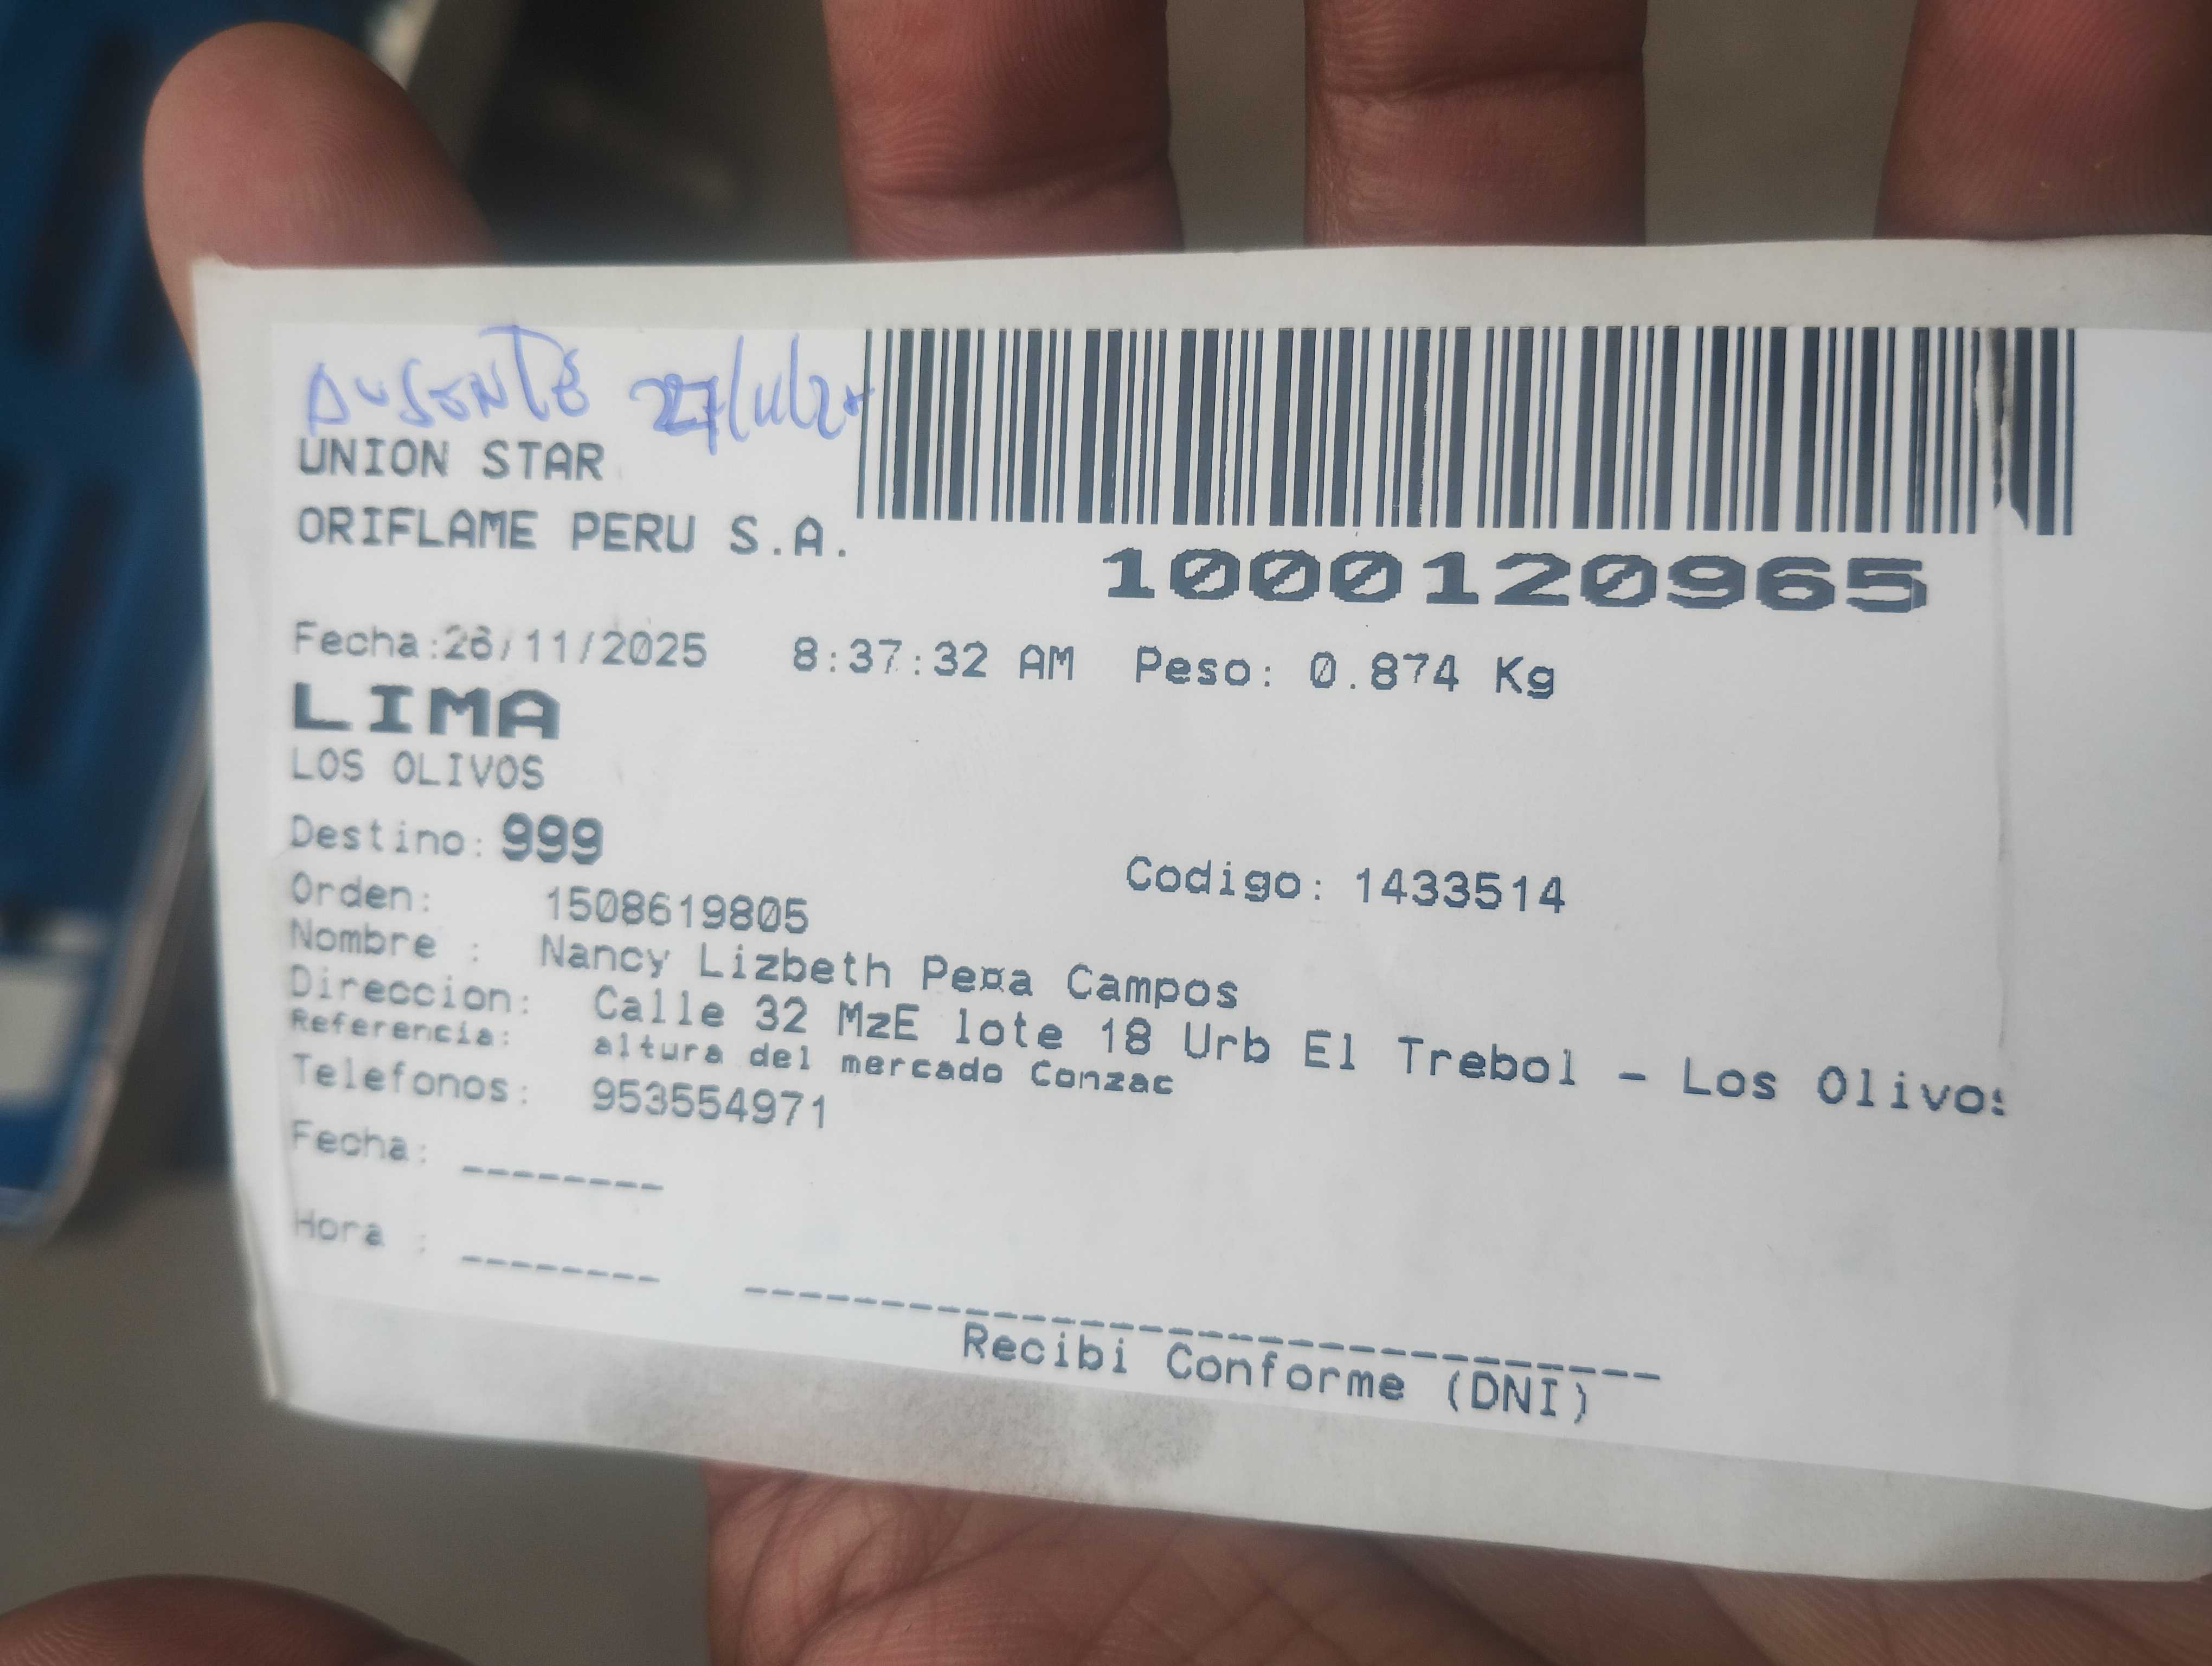 AUSENTE 27/11/2
UNION STAR
ORIFLAME PERU S.A.
1000120965
Fecha:26/11/2025 8:37:32 AM Peso: 0.874 Kg
LIMA
LOS OLIVOS
Destino: 999
Codigo: 1433514
Orden: 1508619805
Nombre : Nancy Lizbeth Pe¤a Campos
Direccion: Calle 32 MzE lote 18 Urb El Trebol - Los Olivos
Referencia: altura del mercado Conzac
Telefonos: 953554971
Fecha: ________
Hora : ________
Recibi Conforme (DNI)